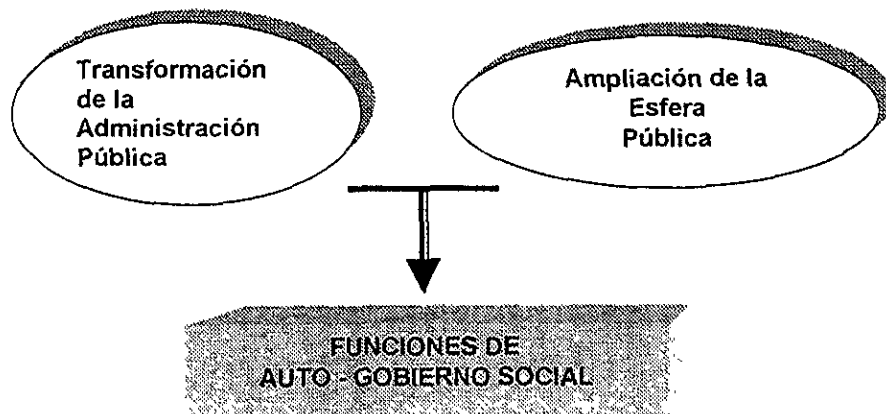 Transformación
de la
Administración
Pública
Ampliación de la
Esfera
Pública
FUNCIONES DE
AUTO - GOBIERNO SOCIAL